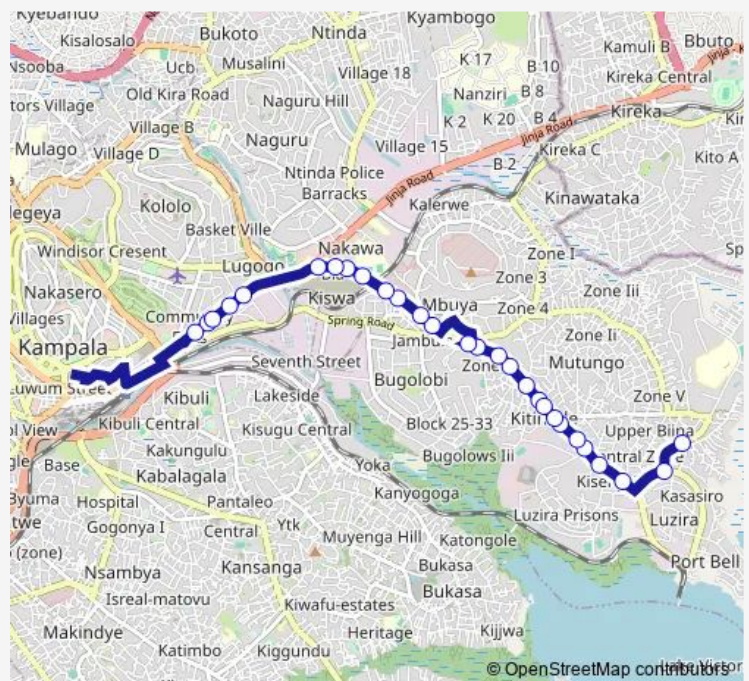 Kyebando
Kyambogo
Bukoto
Ntinda
Bbuto
Kisalosalo
Kamuli B
Nsooba
Ucb
Musalini
Village 18
K 17
B 10
Kireka Central
tors Village
Old Kira Road
Naguru Hill
Nanziri
B 8
Kireka
Village B
K 2
K 20
B 4
Jinja Road
Mulago
Village D
Naguru
Village 15
B 2
Kireka C
Kito A
Ntinda Police
Barracks
Jinja Road
Kololo
Kalerwe
Kinawataka
Basket Ville
Windsor Cresent
Nakawa
Lugogo
Zone I
Nakasero
Zone 3
Zone Iii
Kiswa
Mbuya
Villages
Zone 4
Spring Road
Zone Ii
Kampala
Seventh Street
Mutungo
Bugolobi
Kibuli
Lakeside
Zone V
Kibuli Central
Kisugu Central
Block 25-33
Upper Biina
Kakungulu
Yoka
Bugolows Iii
Base
Kabalagala
Kanyogoga
Kasasiro
Hospital
Pantaleo
Luzira Prisons
Luzira
Gogonya I
Central
Ytk
Muyenga Hill
Katongole
(zone)
Port Bell
Nsambya
Kansanga
Bukasa
Isreal-matovu
Kiwafu-estates
Bukasa
Makindye
Heritage
Kijjwa
Katimbo
Kiggundu
© OpenStreetMap contributors